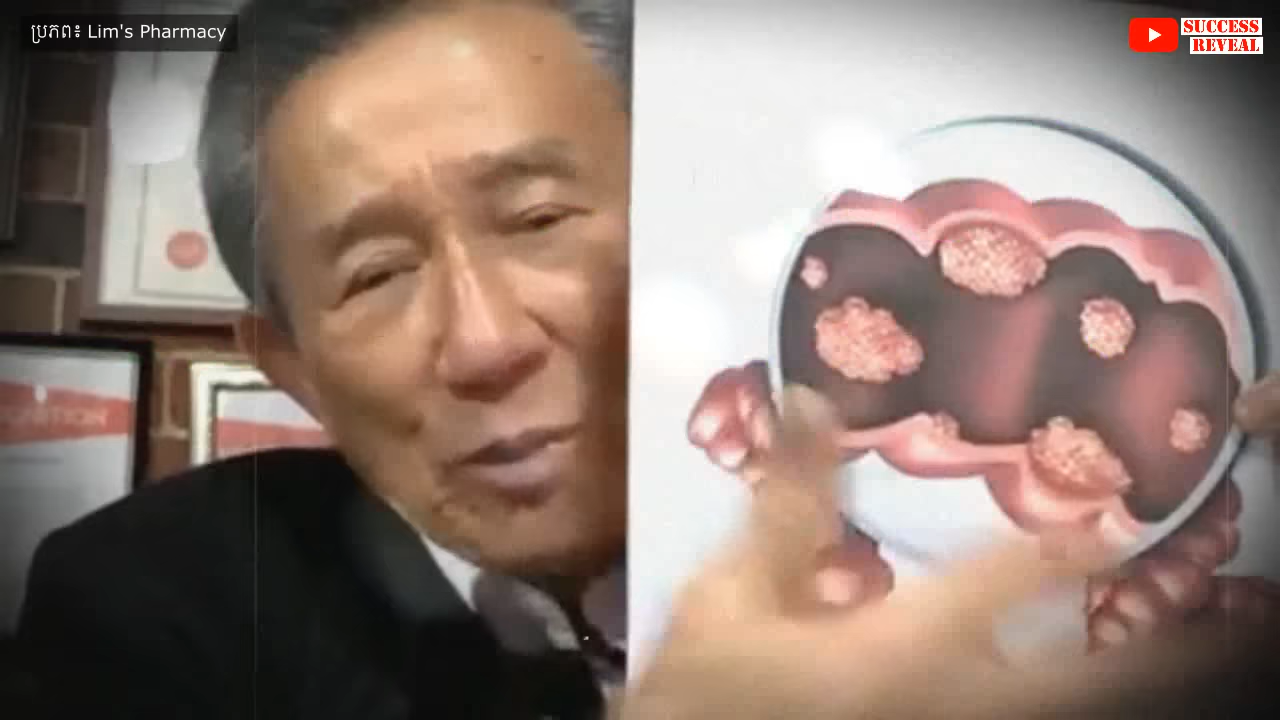 ប្រភព៖ Lim's Pharmacy
SUCCESS
REVEAL